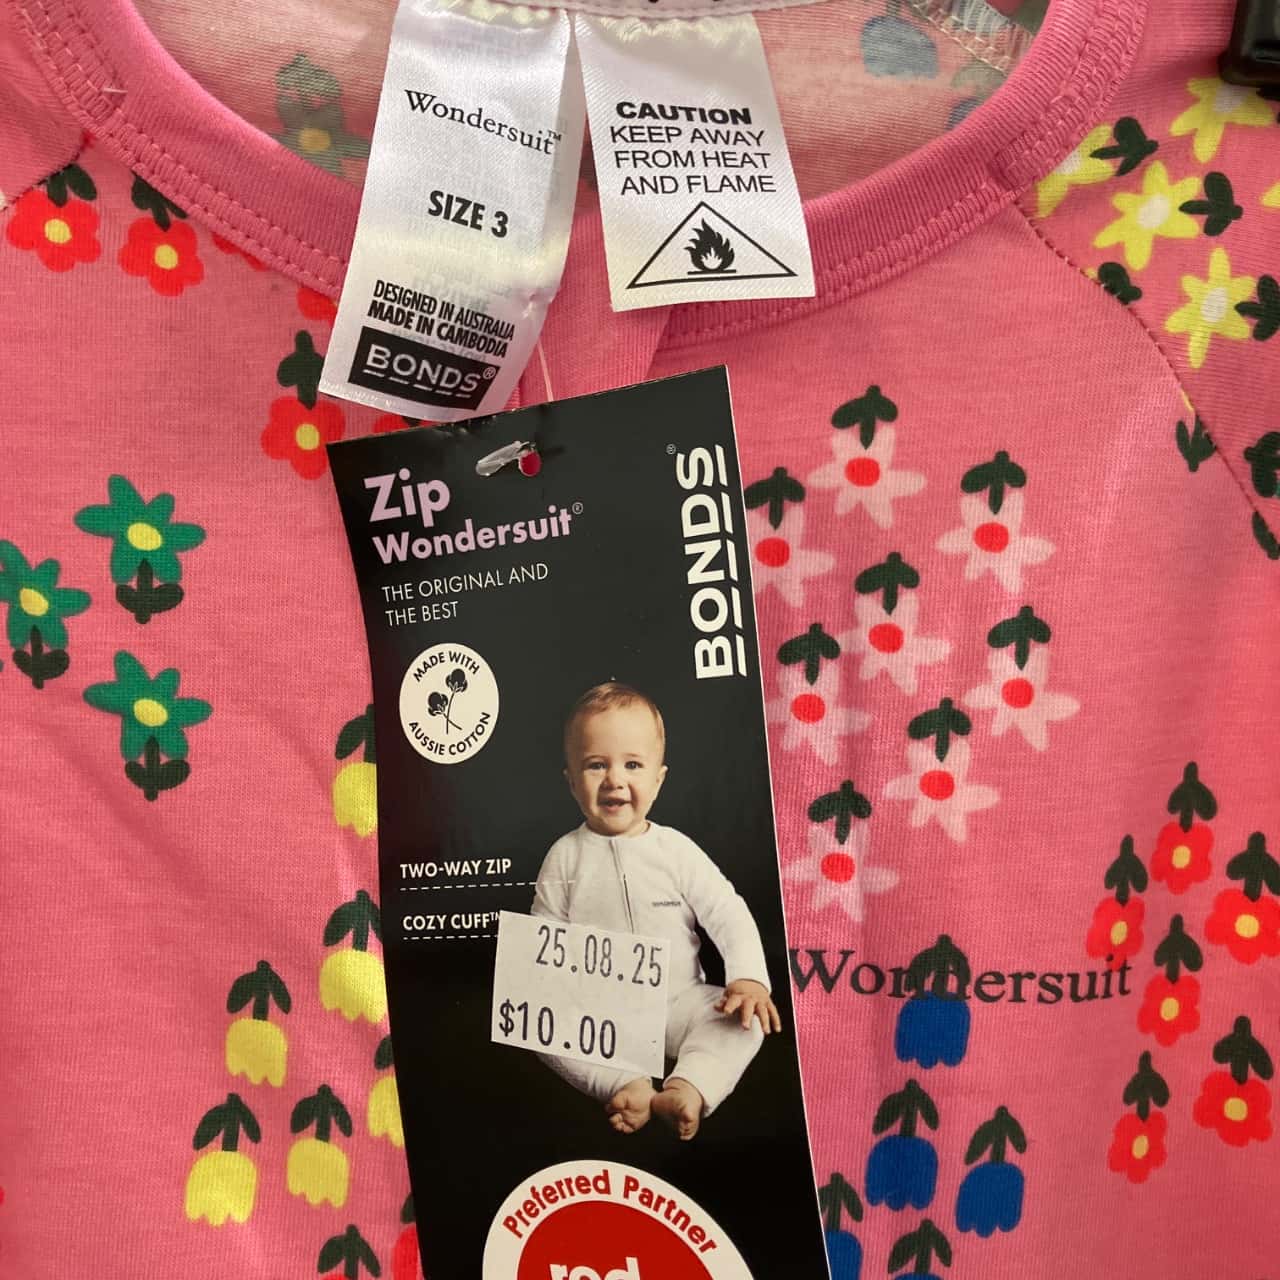 Wondersuit™
SIZE 3
DESIGNED IN AUSTRALIA
MADE IN CAMBODIA
BONDS®
CAUTION
KEEP AWAY
FROM HEAT
AND FLAME
Zip
Wondersuit®
THE ORIGINAL AND
THE BEST
BONDS®
MADE WITH
AUSSIE COTTON
TWO-WAY ZIP
COZY CUFF™
25.08.25
$10.00
Preferred Partner
red
Wondersuit